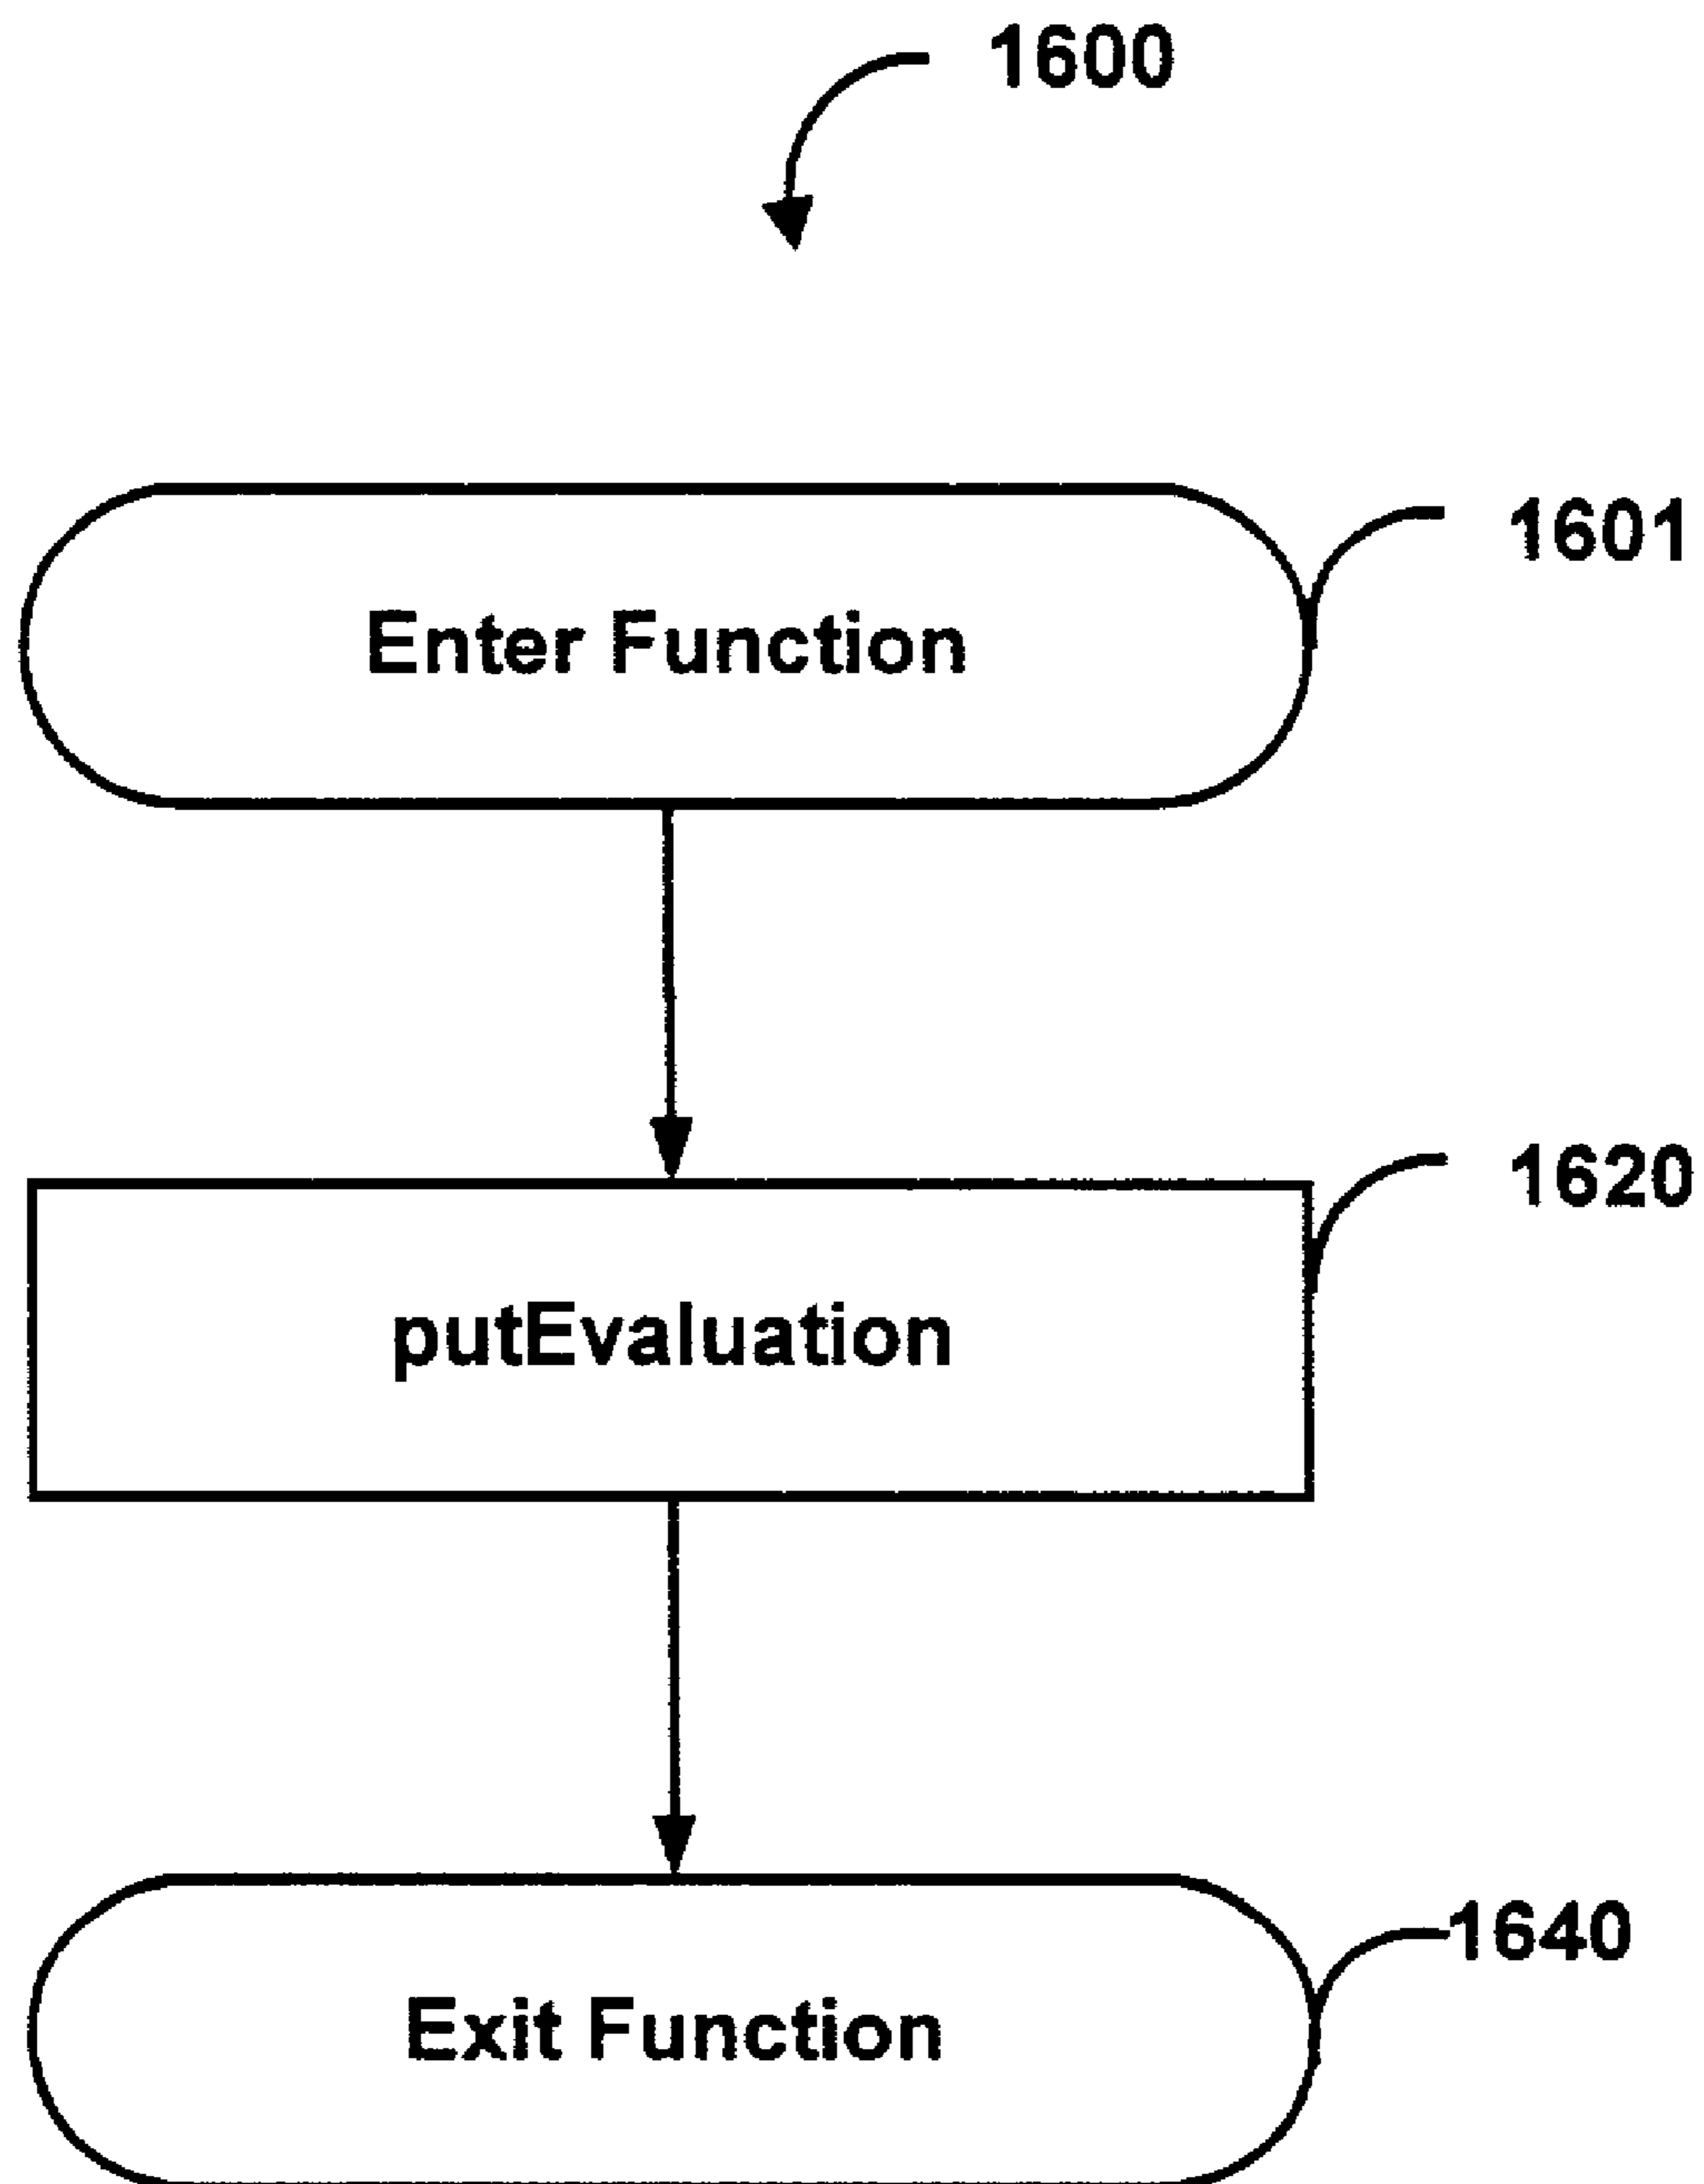 1600
1601
Enter Function
1620
putEvaluation
1640
Exit Function